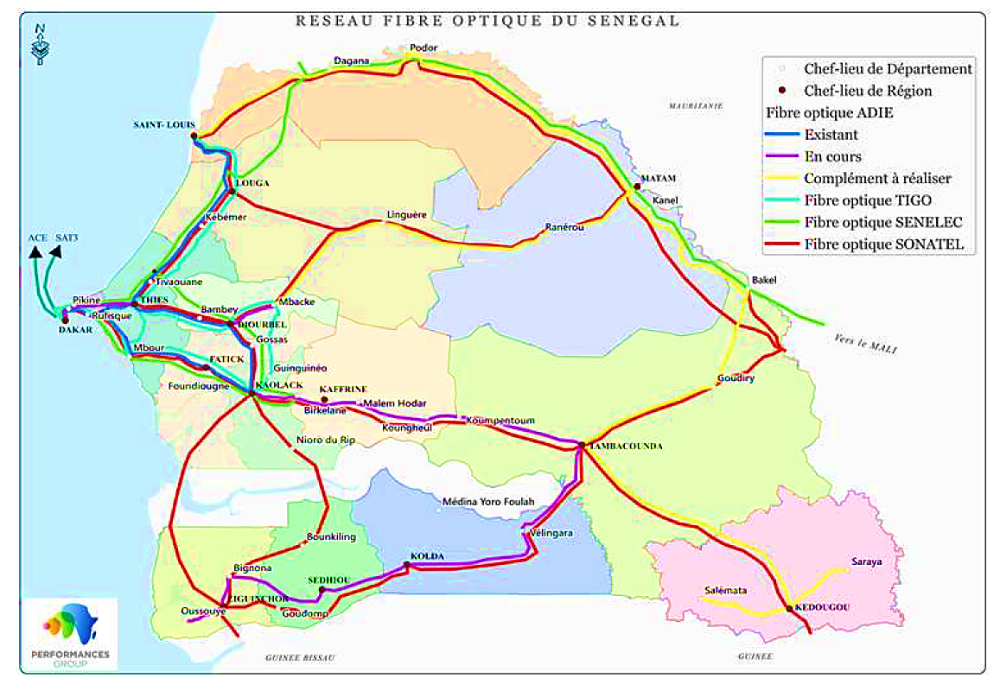 RESEAU FIBRE OPTIQUE DU SENEGAL
N
Podor
Dagana
Chef-lieu de Département
Chef-lieu de Région
Fibre optique ADIE
Existant
En cours
Complément à réaliser
Fibre optique TIGO
Fibre optique SENELEC
Fibre optique SONATEL
MAURITANIE
SAINT- LOUIS
MATAM
LOUGA
Kanel
Kébémer
Linguère
Ranérou
ACE SAT3
Tivaouane
Bakel
Pikine
THIES
Mbacke
Rufisque
Bambey
DAKAR
DIOURBEL
Gossas
Vers le MALI
Mbour
FATICK
Guinguinéo
Goudiry
Foundiougne
KAOLACK
KAFFRINE
Malem Hodar
Birkelane
Koungheul
Koumpentoum
Nioro du Rip
TAMBACOUNDA
Médina Yoro Foulah
Vélingara
Bounkiling
KOLDA
Saraya
Bignona
SEDHIOU
Salémata
ZIGUINCHOR
Oussouye
Goudomp
KEDOUGOU
PERFORMANCES
GROUP
GUINEE BISSAU
GUINEE